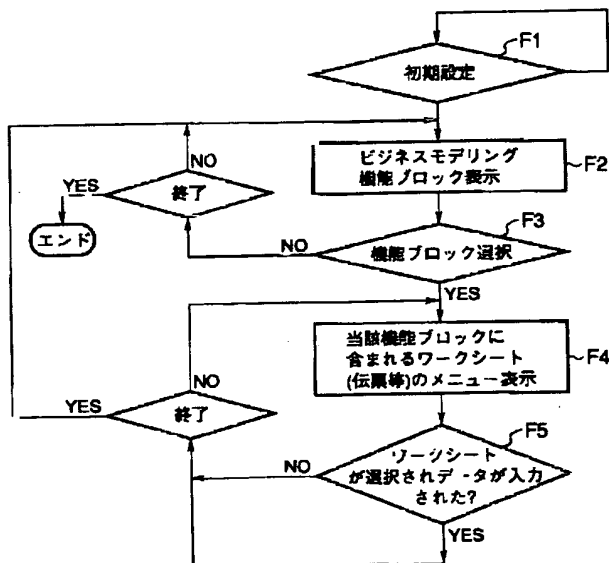 F1
初期設定
ビジネスモデリング
機能ブロック表示
F2
NO
YES
終了
エンド
F3
NO
機能ブロック選択
YES
当該機能ブロックに
含まれるワークシート
(伝票等)のメニュー表示
F4
NO
YES
終了
F5
NO
ワークシート
が選択されデータが入力
された?
YES